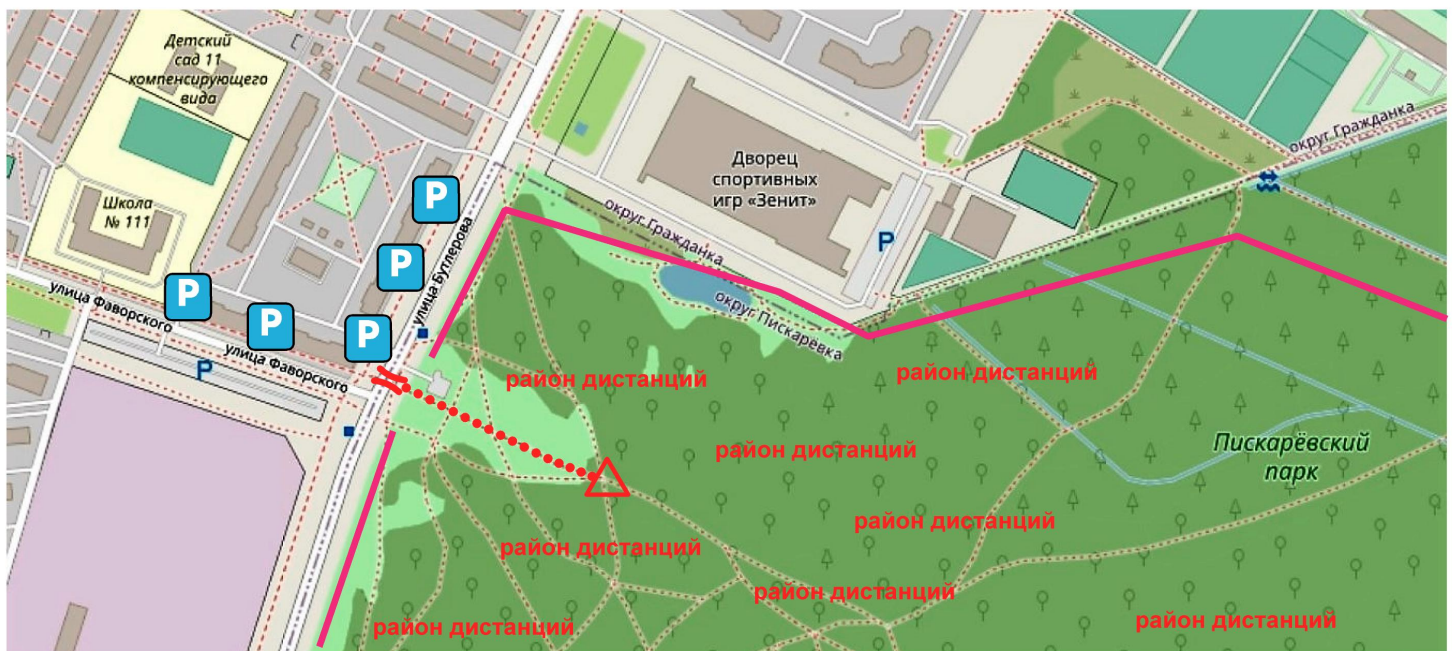 Детский
сад 11
компенсирующего
вида
Школа
№ 111
P
P
P
P
P
P
P
улица Фаворского
улица Фаворского
улица Бутлерова
Дворец
спортивных
игр «Зенит»
округ Гражданка
округ Гражданка
округ Пискарёвка
район дистанций
район дистанций
район дистанций
Пискарёвский
парк
район дистанций
район дистанций
район дистанций
район дистанций
район дистанций